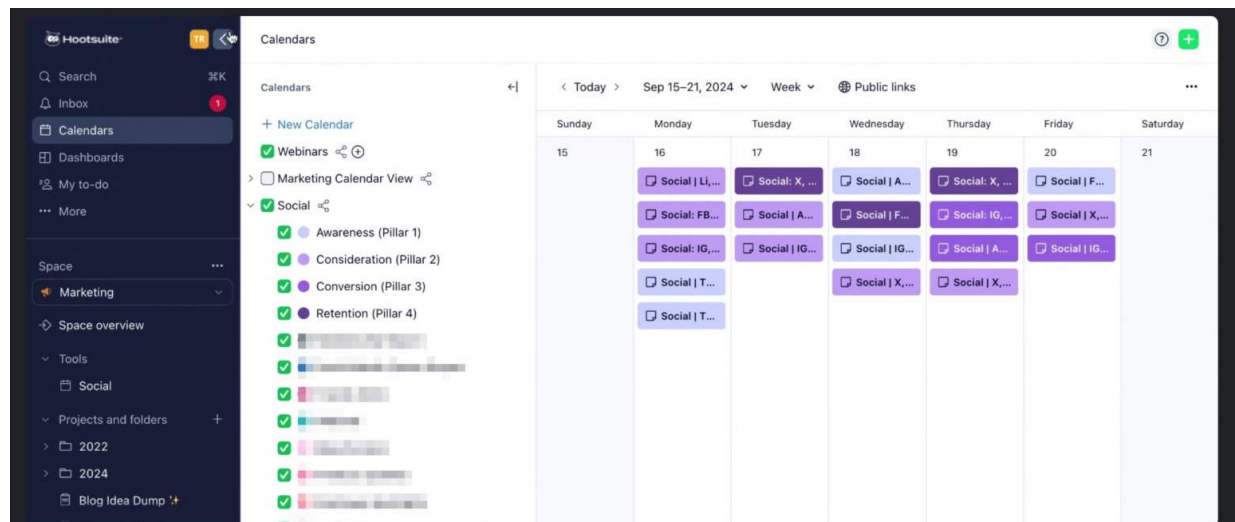 Hootsuite
TR
Search ⌘K
Inbox 1
Calendars
Dashboards
My to-do
More
Space
Marketing
Space overview
Tools
Social
Projects and folders
2022
2024
Blog Idea Dump
Calendars
Calendars
+ New Calendar
Webinars
Marketing Calendar View
Social
Awareness (Pillar 1)
Consideration (Pillar 2)
Conversion (Pillar 3)
Retention (Pillar 4)
< Today > Sep 15–21, 2024 Week Public links
Sunday Monday Tuesday Wednesday Thursday Friday Saturday
15 16 17 18 19 20 21
Social | Li,... Social: X, ... Social | A... Social: X, ... Social | F...
Social: FB... Social | A... Social | F... Social: IG,... Social | X,...
Social: IG,... Social | IG... Social | IG... Social | A... Social | IG...
Social | T... Social | X,... Social | X,...
Social | T...